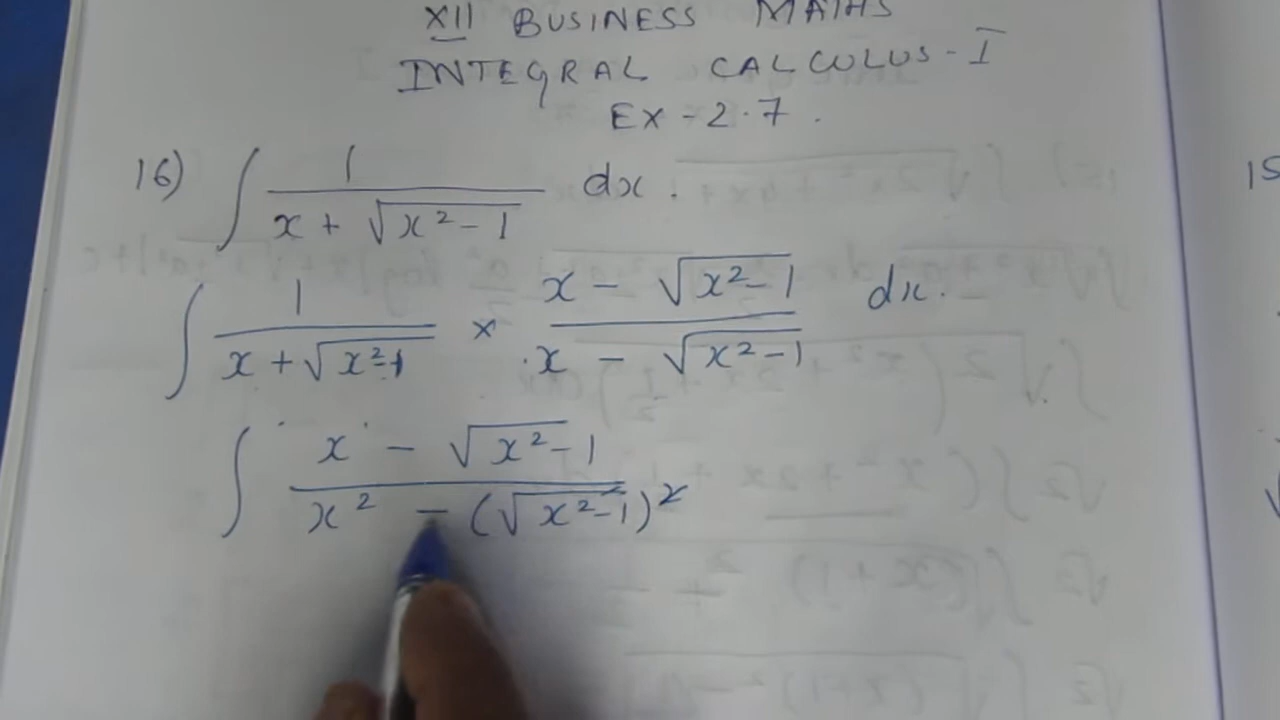 XII BUSINESS MATHS
INTEGRAL CALCULUS - I
EX - 2.7.
16) ∫ 1 / (x + √(x² - 1)) dx.
∫ 1 / (x + √(x² - 1)) × (x - √(x² - 1)) / (x - √(x² - 1)) dx.
∫ (x - √(x² - 1)) / (x² - (√(x² - 1))²)
15